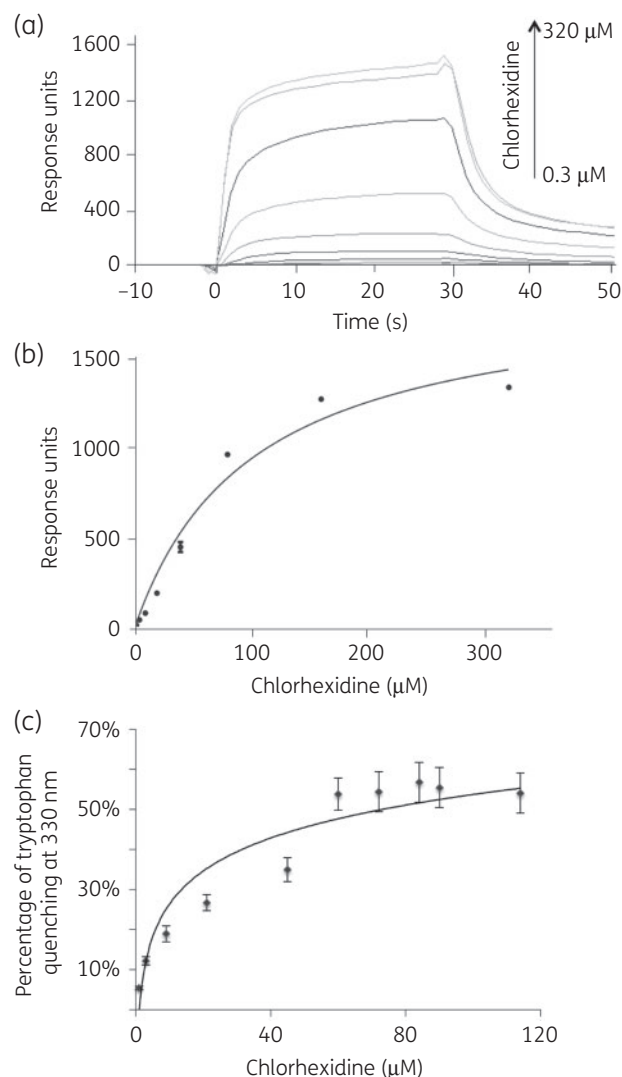 (a)
1600
1200
800
400
0
Response units
−10 0 10 20 30 40 50
Time (s)
Chlorhexidine
320 µM
0.3 µM
(b)
1500
1000
500
0
Response units
0 100 200 300
Chlorhexidine (µM)
(c)
70%
50%
30%
10%
Percentage of tryptophan
quenching at 330 nm
0 40 80 120
Chlorhexidine (µM)